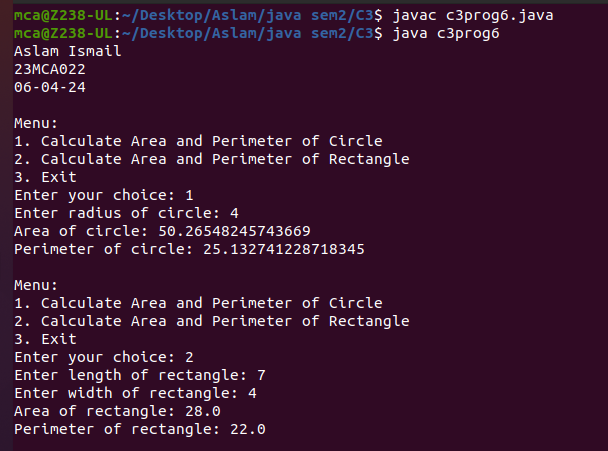 mca@Z238-UL:~/Desktop/Aslam/java sem2/C3$ javac c3prog6.java
mca@Z238-UL:~/Desktop/Aslam/java sem2/C3$ java c3prog6
Aslam Ismail
23MCA022
06-04-24
Menu:
1. Calculate Area and Perimeter of Circle
2. Calculate Area and Perimeter of Rectangle
3. Exit
Enter your choice: 1
Enter radius of circle: 4
Area of circle: 50.26548245743669
Perimeter of circle: 25.132741228718345
Menu:
1. Calculate Area and Perimeter of Circle
2. Calculate Area and Perimeter of Rectangle
3. Exit
Enter your choice: 2
Enter length of rectangle: 7
Enter width of rectangle: 4
Area of rectangle: 28.0
Perimeter of rectangle: 22.0